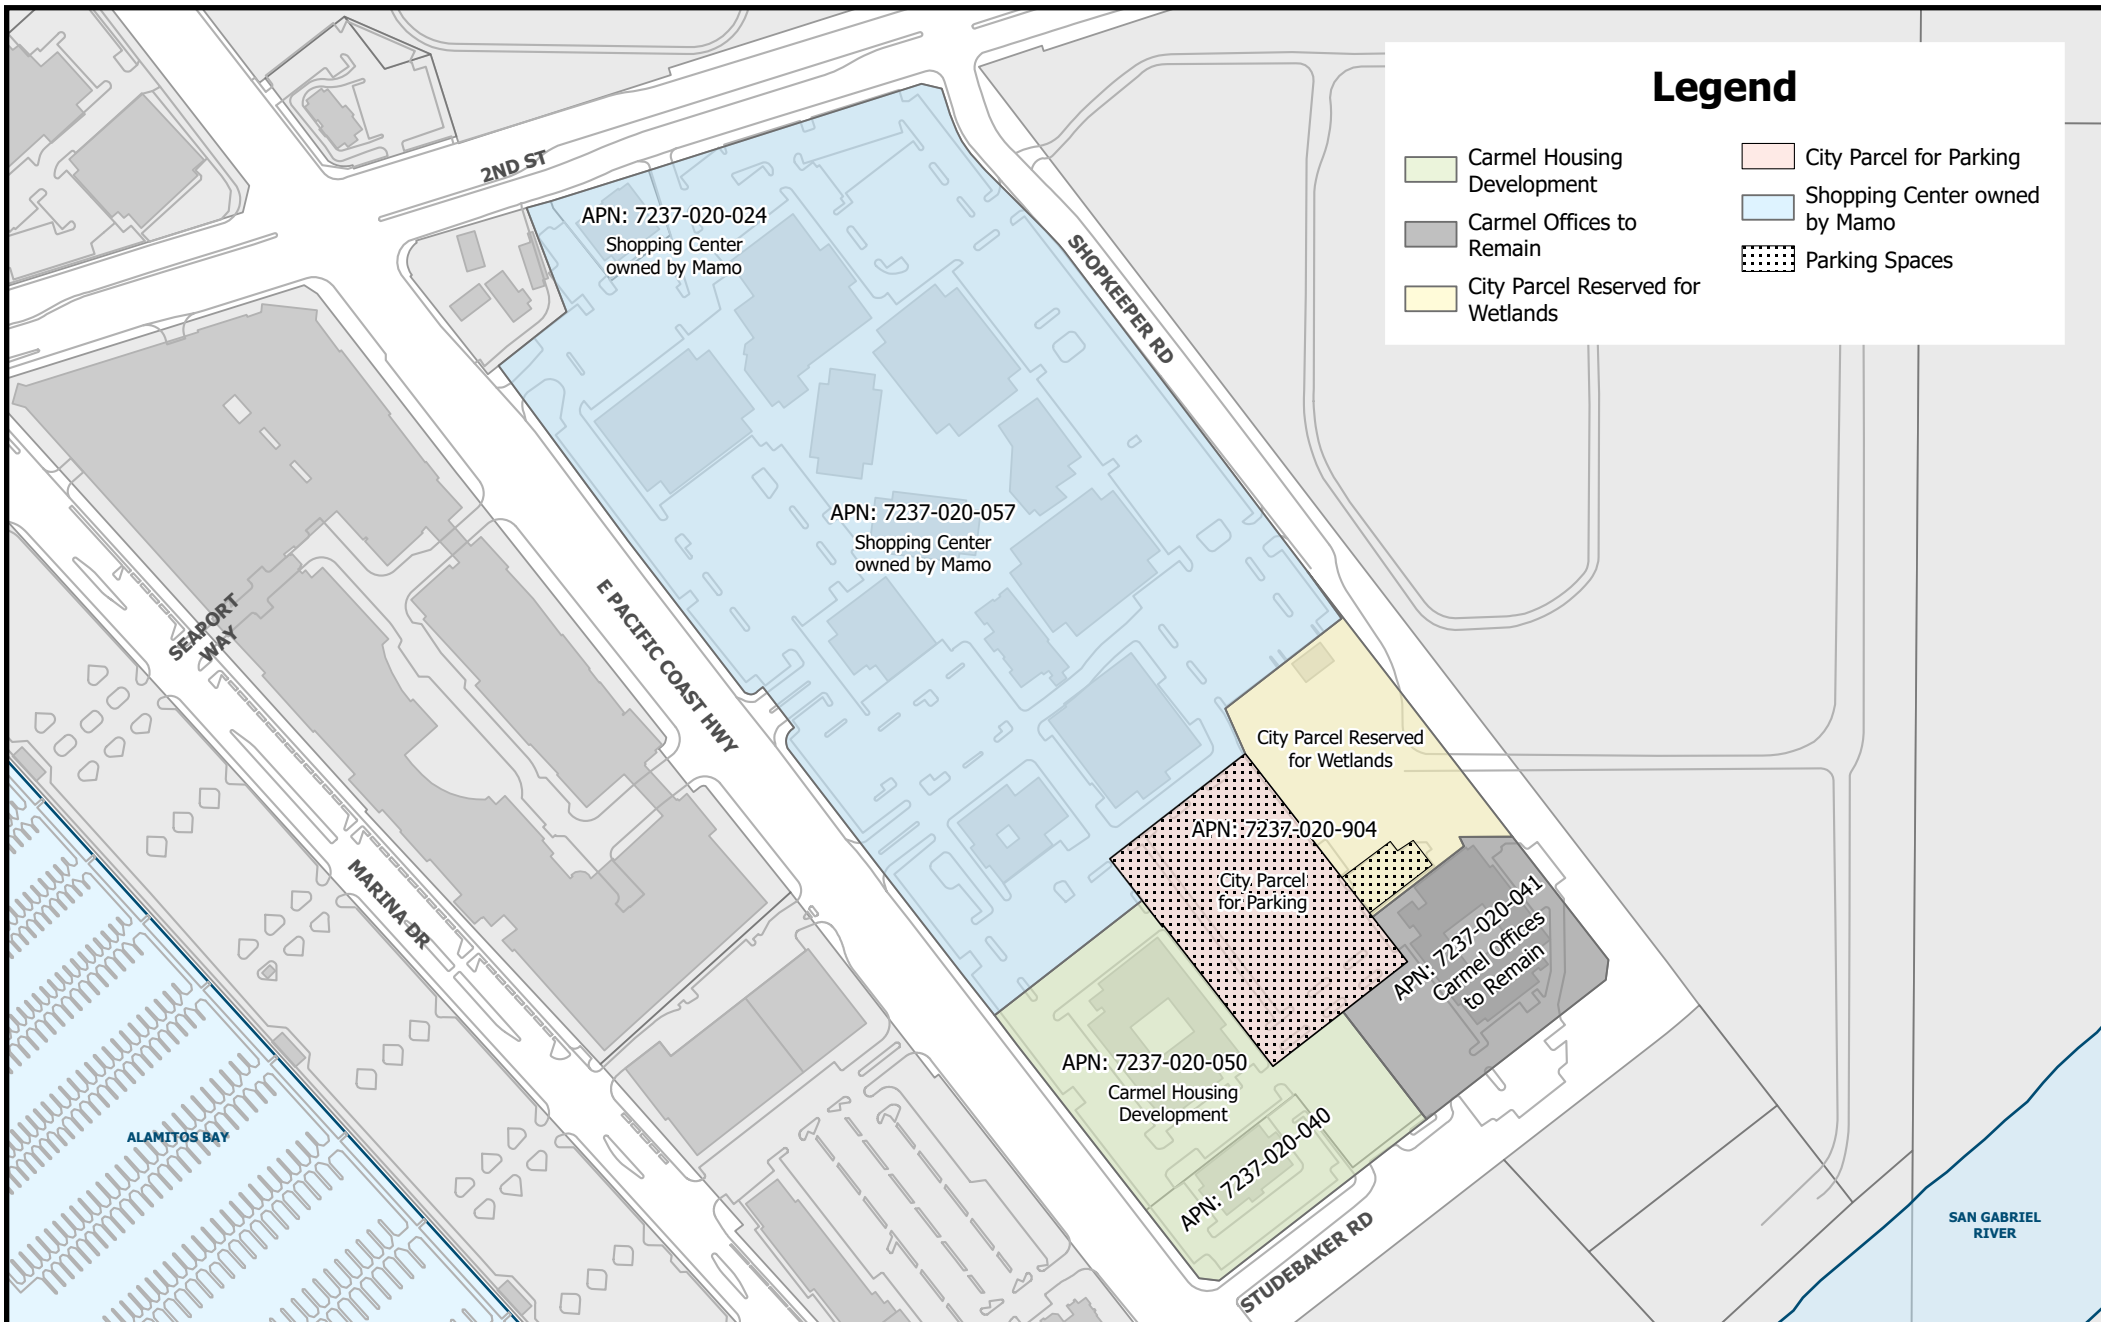 Legend
Carmel Housing
Development
Carmel Offices to
Remain
City Parcel Reserved for
Wetlands
City Parcel for Parking
Shopping Center owned
by Mamo
Parking Spaces
2ND ST
APN: 7237-020-024
Shopping Center
owned by Mamo
SHOPKEEPER RD
APN: 7237-020-057
Shopping Center
owned by Mamo
E PACIFIC COAST HWY
SEAPORT
WAY
MARINA DR
City Parcel Reserved
for Wetlands
APN: 7237-020-904
City Parcel
for Parking
APN: 7237-020-041
Carmel Offices
to Remain
APN: 7237-020-050
Carmel Housing
Development
APN: 7237-020-040
STUDEBAKER RD
ALAMITOS BAY
SAN GABRIEL
RIVER